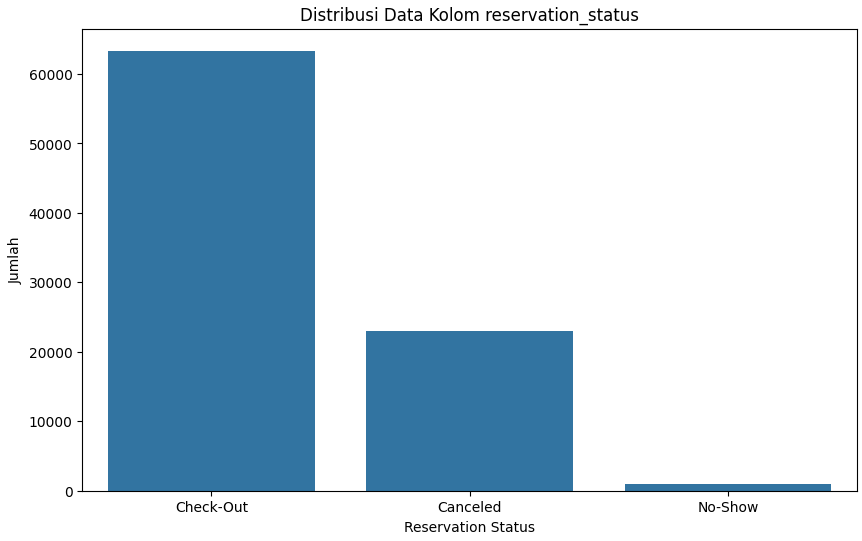 Distribusi Data Kolom reservation_status
Jumlah
60000
50000
40000
30000
20000
10000
0
Check-Out
Canceled
No-Show
Reservation Status